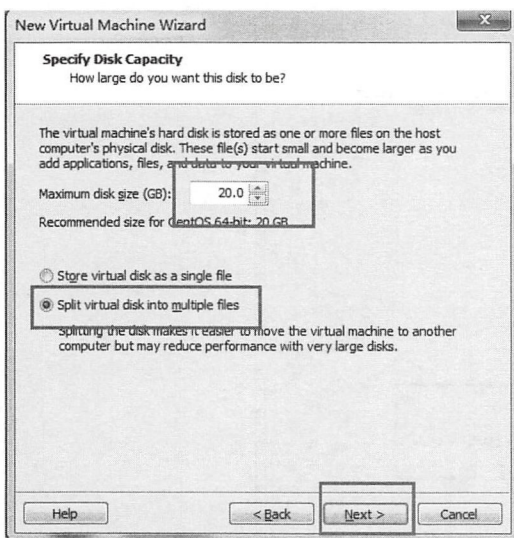 New Virtual Machine Wizard
Specify Disk Capacity
How large do you want this disk to be?
The virtual machine's hard disk is stored as one or more files on the host
computer's physical disk. These file(s) start small and become larger as you
add applications, files, and data to your virtual machine.
Maximum disk size (GB): 20.0
Recommended size for CentOS 64-bit: 20 GB
Store virtual disk as a single file
Split virtual disk into multiple files
Splitting the disk makes it easier to move the virtual machine to another
computer but may reduce performance with very large disks.
Help < Back Next > Cancel